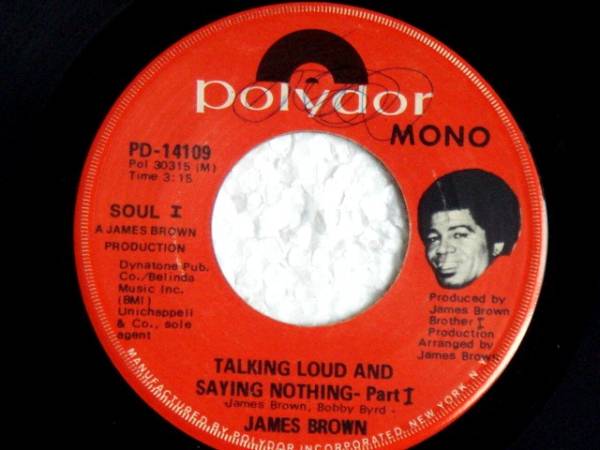 polydor
MONO
PD-14109
Pol 30315 (M)
Time 3:15
SOUL I
A JAMES BROWN
PRODUCTION
Dynatone Pub.
Co./Belinda
Music Inc.
(BMI)
Unichappell
& Co., sole
agent
Produced by
James Brown
Brother I
Production
Arranged by
James Brown
TALKING LOUD AND
SAYING NOTHING- Part I
-James Brown, Bobby Byrd -
JAMES BROWN
MANUFACTURED BY POLYDOR INCORPORATED, NEW YORK, N